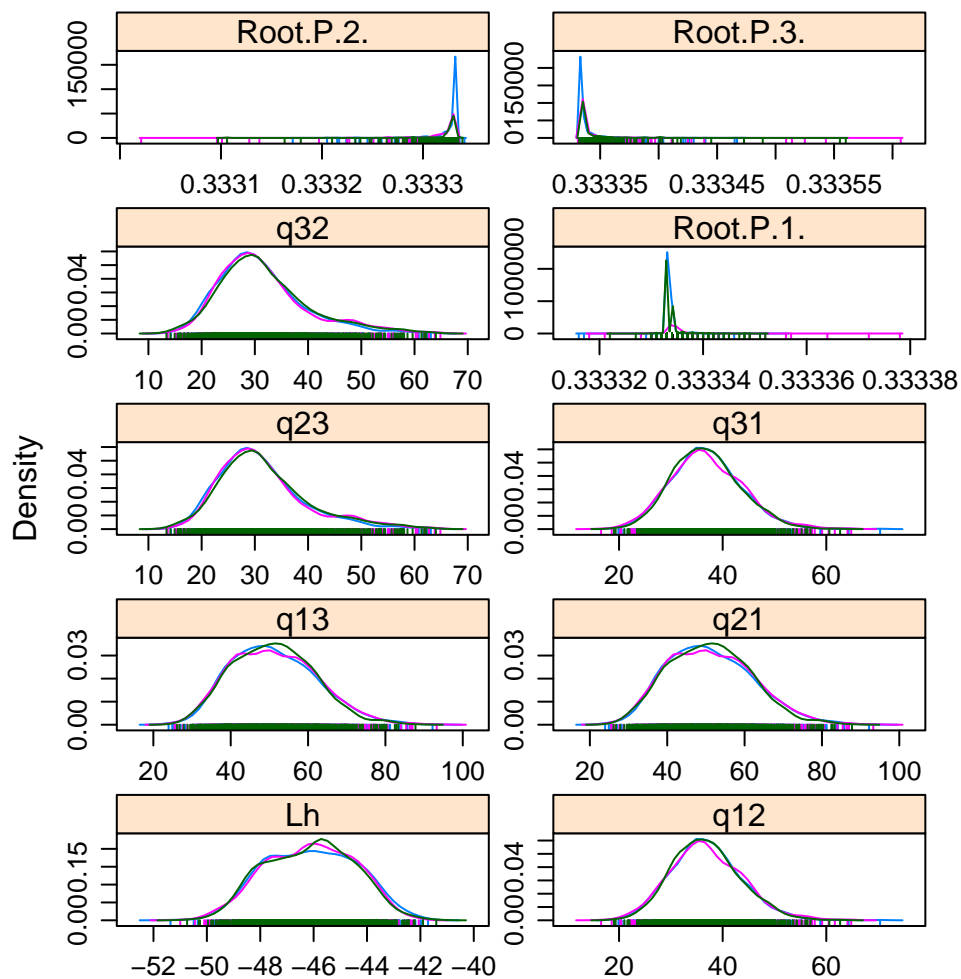 Root.P.2.
Root.P.3.
0 150000
0 150000
0.3331 0.3332 0.3333
0.33335 0.33345 0.33355
q32
Root.P.1.
0.00 0.04
0 1000000
10 20 30 40 50 60 70
0.33332 0.33334 0.33336 0.33338
q23
q31
0.00 0.04
0.00 0.04
10 20 30 40 50 60 70
20 40 60
q13
q21
0.00 0.03
0.00 0.03
20 40 60 80 100
20 40 60 80 100
Lh
q12
0.00 0.15
0.00 0.04
−52 −50 −48 −46 −44 −42 −40
20 40 60
Density